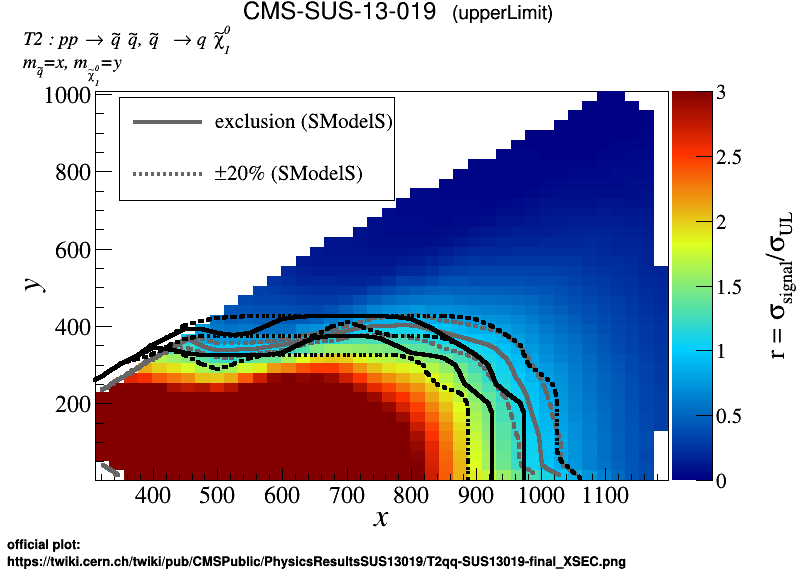 CMS-SUS-13-019 (upperLimit)
T2 : pp → q̃ q̃, q̃ → q χ̃₁⁰
m_q̃=x, m_χ̃₁⁰=y
1000
800
600
400
200
y
exclusion (SModelS)
±20% (SModelS)
400 500 600 700 800 900 1000 1100
x
3
2.5
2
1.5
1
0.5
0
r = σ_signal/σ_UL
official plot:
https://twiki.cern.ch/twiki/pub/CMSPublic/PhysicsResultsSUS13019/T2qq-SUS13019-final_XSEC.png